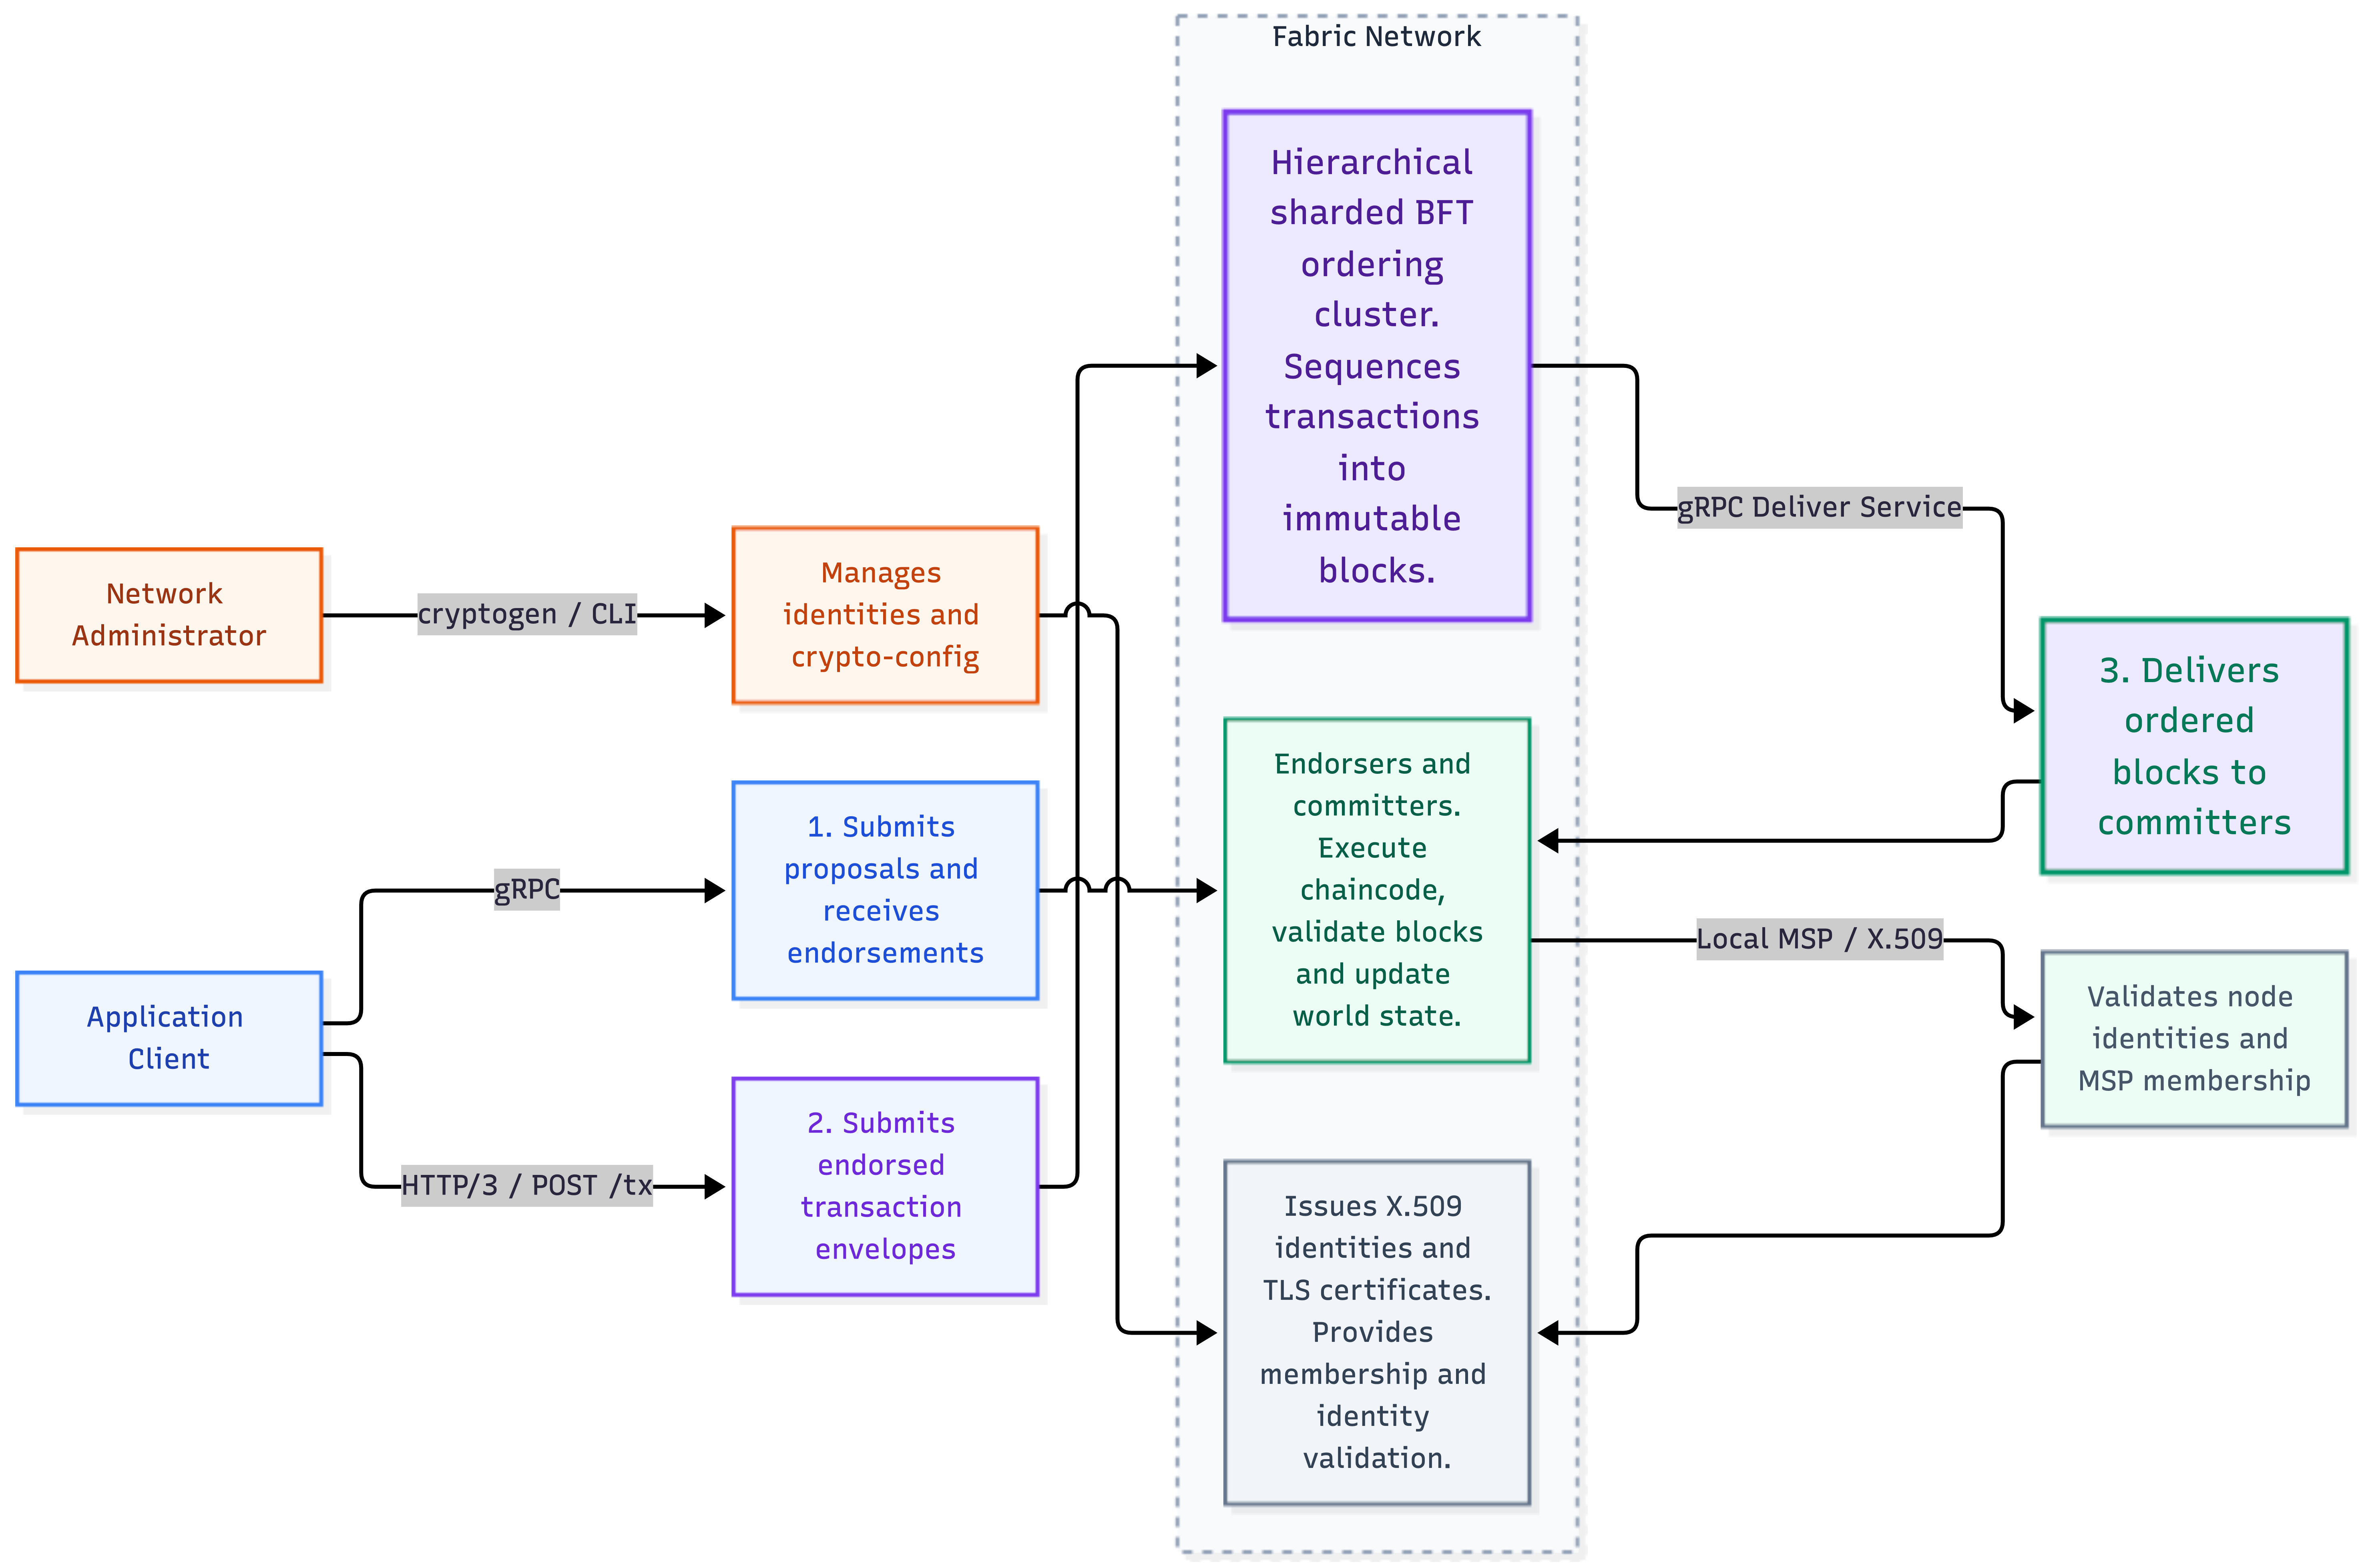 Fabric Network
Hierarchical
sharded BFT
ordering
cluster.
Sequences
transactions
into
immutable
blocks.
gRPC Deliver Service
Network
Administrator
cryptogen / CLI
Manages
identities and
crypto-config
3. Delivers
ordered
blocks to
committers
Application
Client
gRPC
1. Submits
proposals and
receives
endorsements
Endorsers and
committers.
Execute
chaincode,
validate blocks
and update
world state.
Local MSP / X.509
Validates node
identities and
MSP membership
HTTP/3 / POST /tx
2. Submits
endorsed
transaction
envelopes
Issues X.509
identities and
TLS certificates.
Provides
membership and
identity
validation.